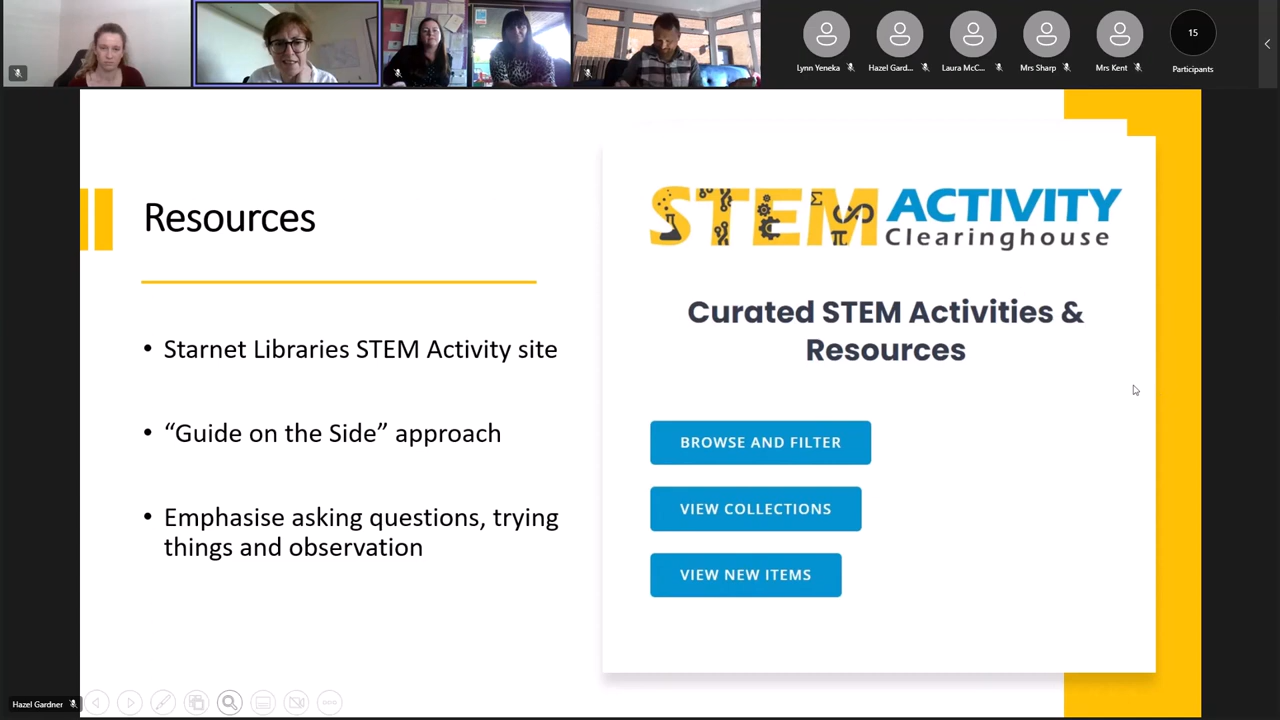 Lynn Yeneka
Hazel Gard...
Laura McC...
Mrs Sharp
Mrs Kent
15
Participants
Resources
• Starnet Libraries STEM Activity site
• “Guide on the Side” approach
• Emphasise asking questions, trying
things and observation
STEM ACTIVITY
Clearinghouse
Curated STEM Activities &
Resources
BROWSE AND FILTER
VIEW COLLECTIONS
VIEW NEW ITEMS
Hazel Gardner